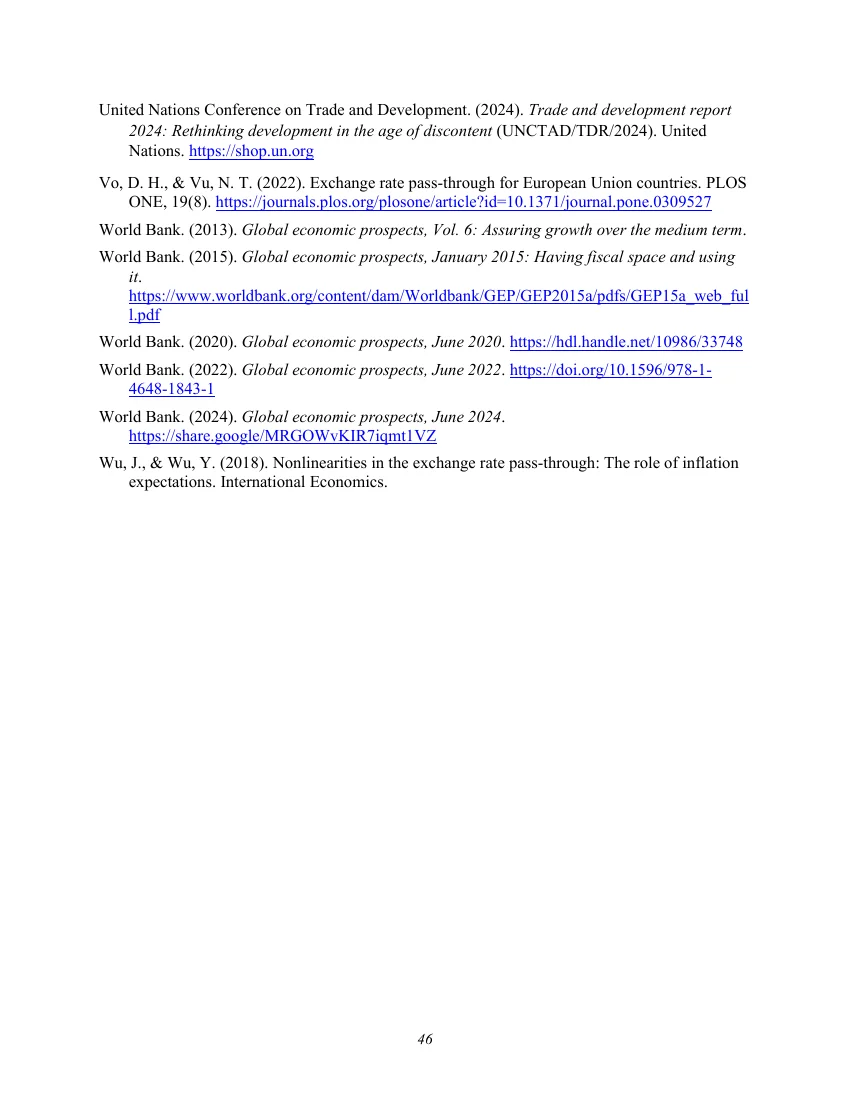 United Nations Conference on Trade and Development. (2024). Trade and development report
2024: Rethinking development in the age of discontent (UNCTAD/TDR/2024). United
Nations. https://shop.un.org
Vo, D. H., & Vu, N. T. (2022). Exchange rate pass-through for European Union countries. PLOS
ONE, 19(8). https://journals.plos.org/plosone/article?id=10.1371/journal.pone.0309527
World Bank. (2013). Global economic prospects, Vol. 6: Assuring growth over the medium term.
World Bank. (2015). Global economic prospects, January 2015: Having fiscal space and using
it.
https://www.worldbank.org/content/dam/Worldbank/GEP/GEP2015a/pdfs/GEP15a_web_ful
l.pdf
World Bank. (2020). Global economic prospects, June 2020. https://hdl.handle.net/10986/33748
World Bank. (2022). Global economic prospects, June 2022. https://doi.org/10.1596/978-1-
4648-1843-1
World Bank. (2024). Global economic prospects, June 2024.
https://share.google/MRGOWvKIR7iqmt1VZ
Wu, J., & Wu, Y. (2018). Nonlinearities in the exchange rate pass-through: The role of inflation
expectations. International Economics.
46